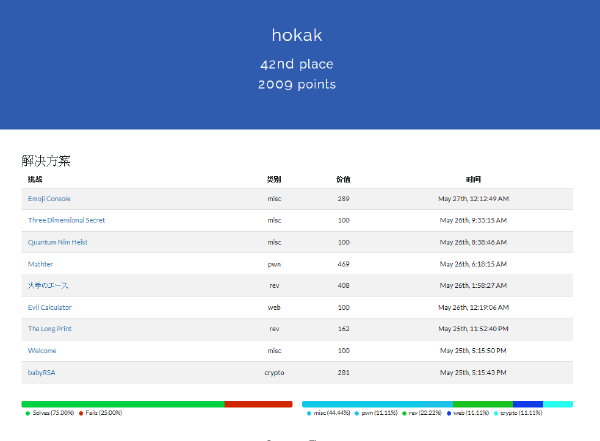 hokak
42nd place
2009 points
解决方案
挑战 类别 价值 时间
Emoji Console misc 289 May 27th, 12:12:49 AM
Three Dimensional Secret misc 100 May 26th, 9:33:15 AM
Quantum Nim Heist misc 100 May 26th, 8:38:46 AM
Mathter pwn 469 May 26th, 6:18:15 AM
火拳のエース rev 408 May 26th, 1:58:27 AM
Evil Calculator web 100 May 26th, 12:19:06 AM
The Long Print rev 162 May 25th, 11:52:40 PM
Welcome misc 100 May 25th, 5:15:50 PM
babyRSA crypto 281 May 25th, 5:15:43 PM
Solves (75.00%) Fails (25.00%) misc (44.44%) pwn (11.11%) rev (22.22%) web (11.11%) crypto (11.11%)